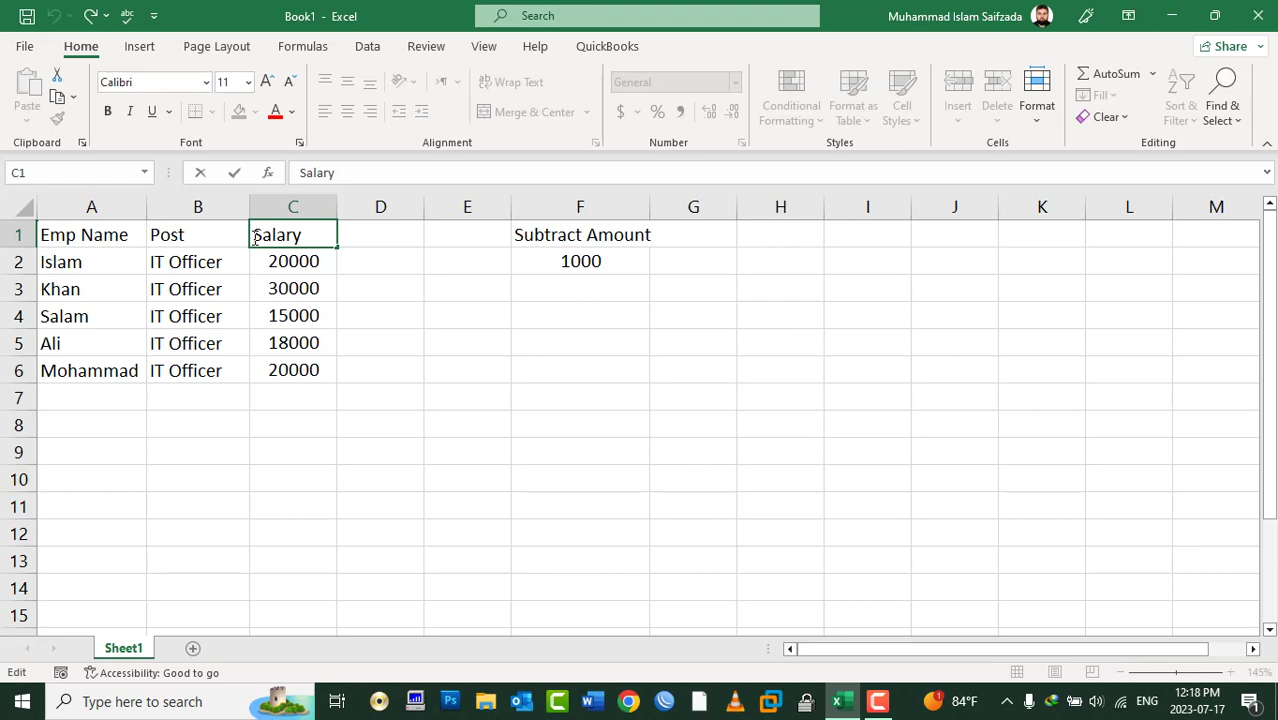 Book1 - Excel
Search
Muhammad Islam Saifzada
File Home Insert Page Layout Formulas Data Review View Help QuickBooks
Share
Paste
Calibri 11
B I U
A
Wrap Text
Merge & Center
General
$ %
Conditional Formatting
Format as Table
Cell Styles
Insert
Delete
Format
AutoSum
Fill
Clear
Sort & Filter
Find & Select
Clipboard Font Alignment Number Styles Cells Editing
C1 fx Salary
A B C D E F G H I J K L M
1 Emp Name Post Salary Subtract Amount
2 Islam IT Officer 20000 1000
3 Khan IT Officer 30000
4 Salam IT Officer 15000
5 Ali IT Officer 18000
6 Mohammad IT Officer 20000
7
8
9
10
11
12
13
14
15
Sheet1
Edit Accessibility: Good to go 145%
Type here to search
84°F
ENG
12:18 PM
2023-07-17